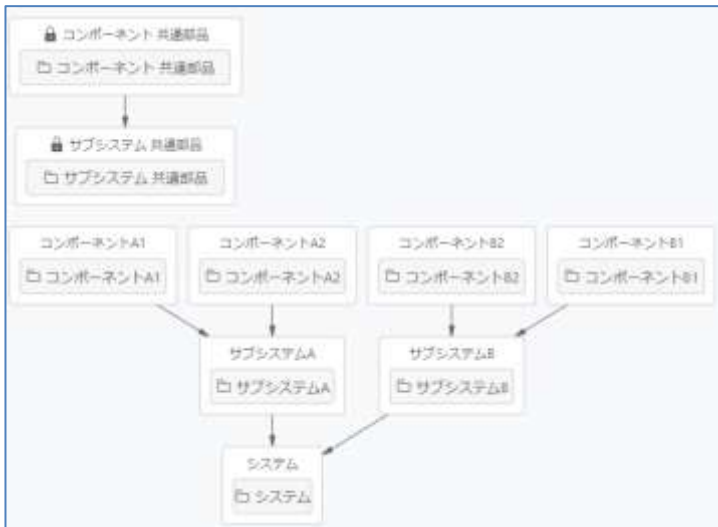 コンポーネント 共通部品
コンポーネント 共通部品
サブシステム 共通部品
サブシステム 共通部品
コンポーネントA1
コンポーネントA2
コンポーネントB2
コンポーネントB1
コンポーネントA1
コンポーネントA2
コンポーネントB2
コンポーネントB1
サブシステムA
サブシステムB
サブシステムA
サブシステムB
システム
システム